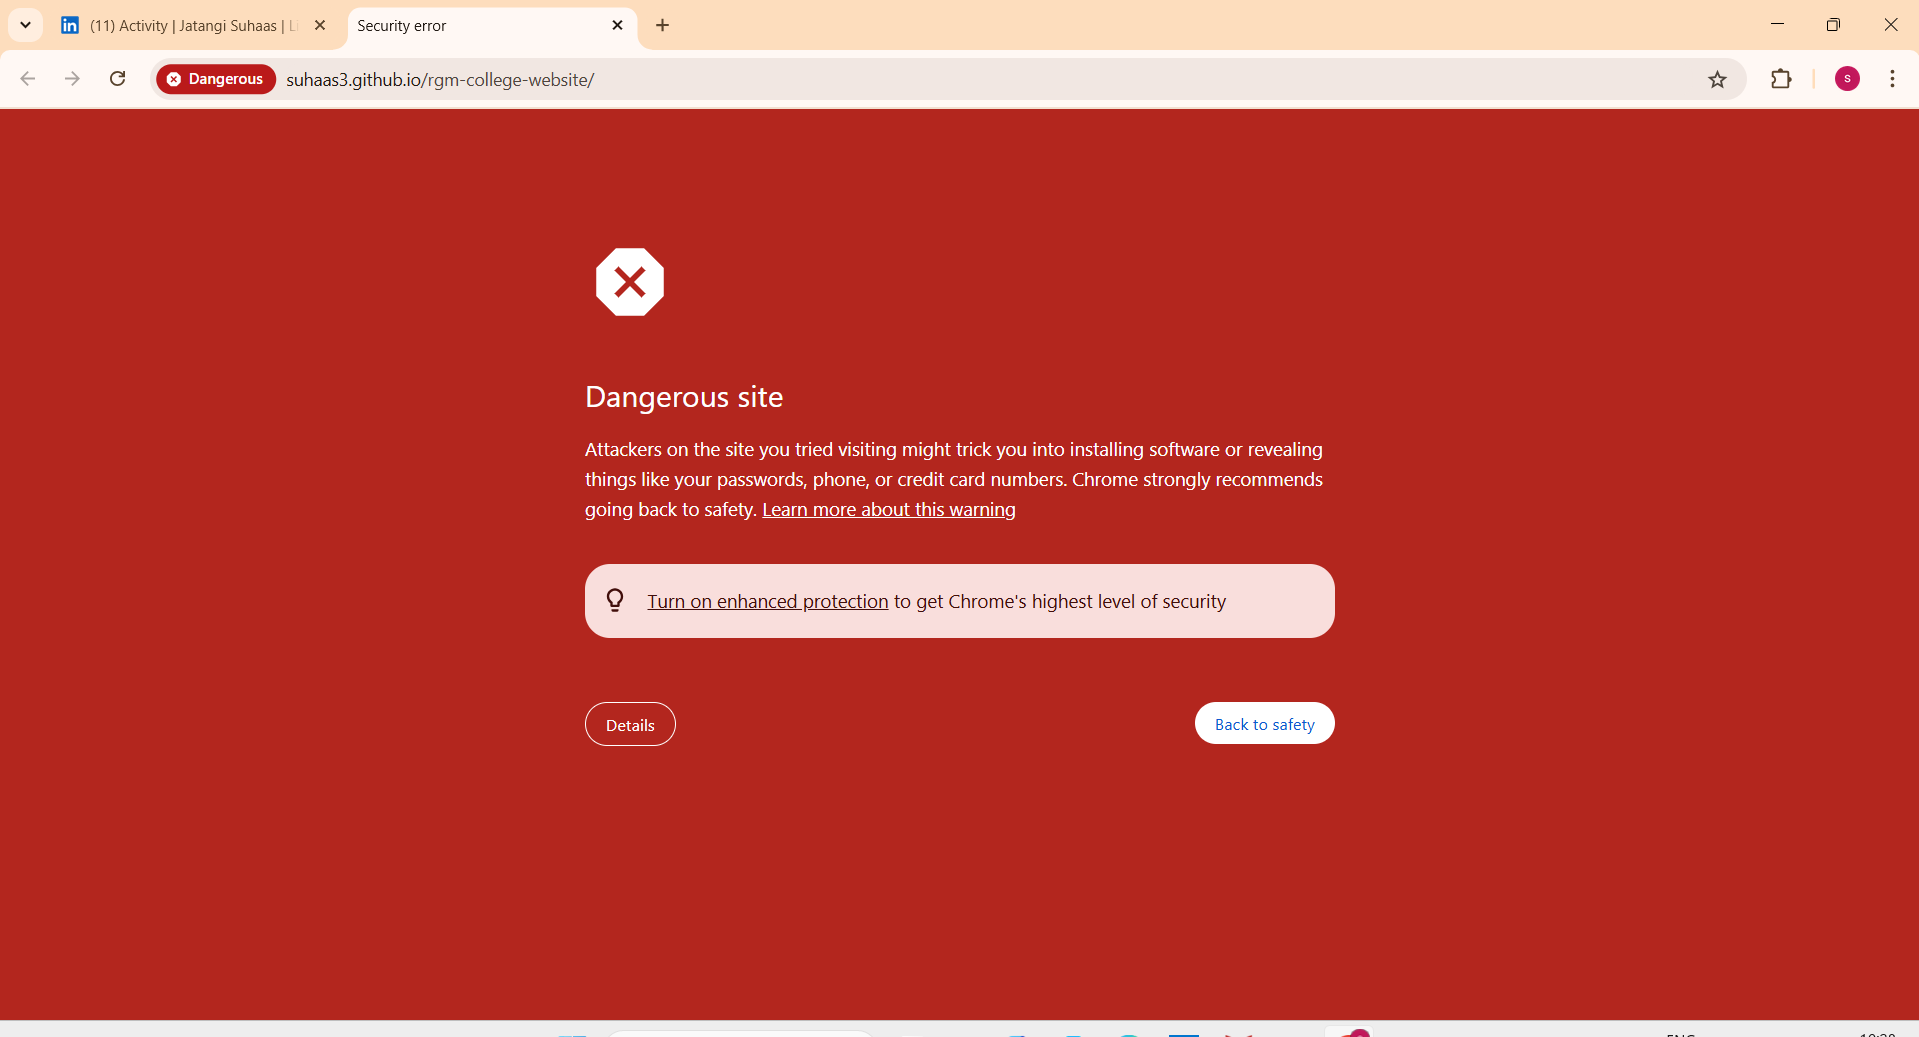 (11) Activity | Jatangi Suhaas | Li
Security error
Dangerous
suhaas3.github.io/rgm-college-website/
s
Dangerous site
Attackers on the site you tried visiting might trick you into installing software or revealing
things like your passwords, phone, or credit card numbers. Chrome strongly recommends
going back to safety. Learn more about this warning
Turn on enhanced protection to get Chrome's highest level of security
Details
Back to safety